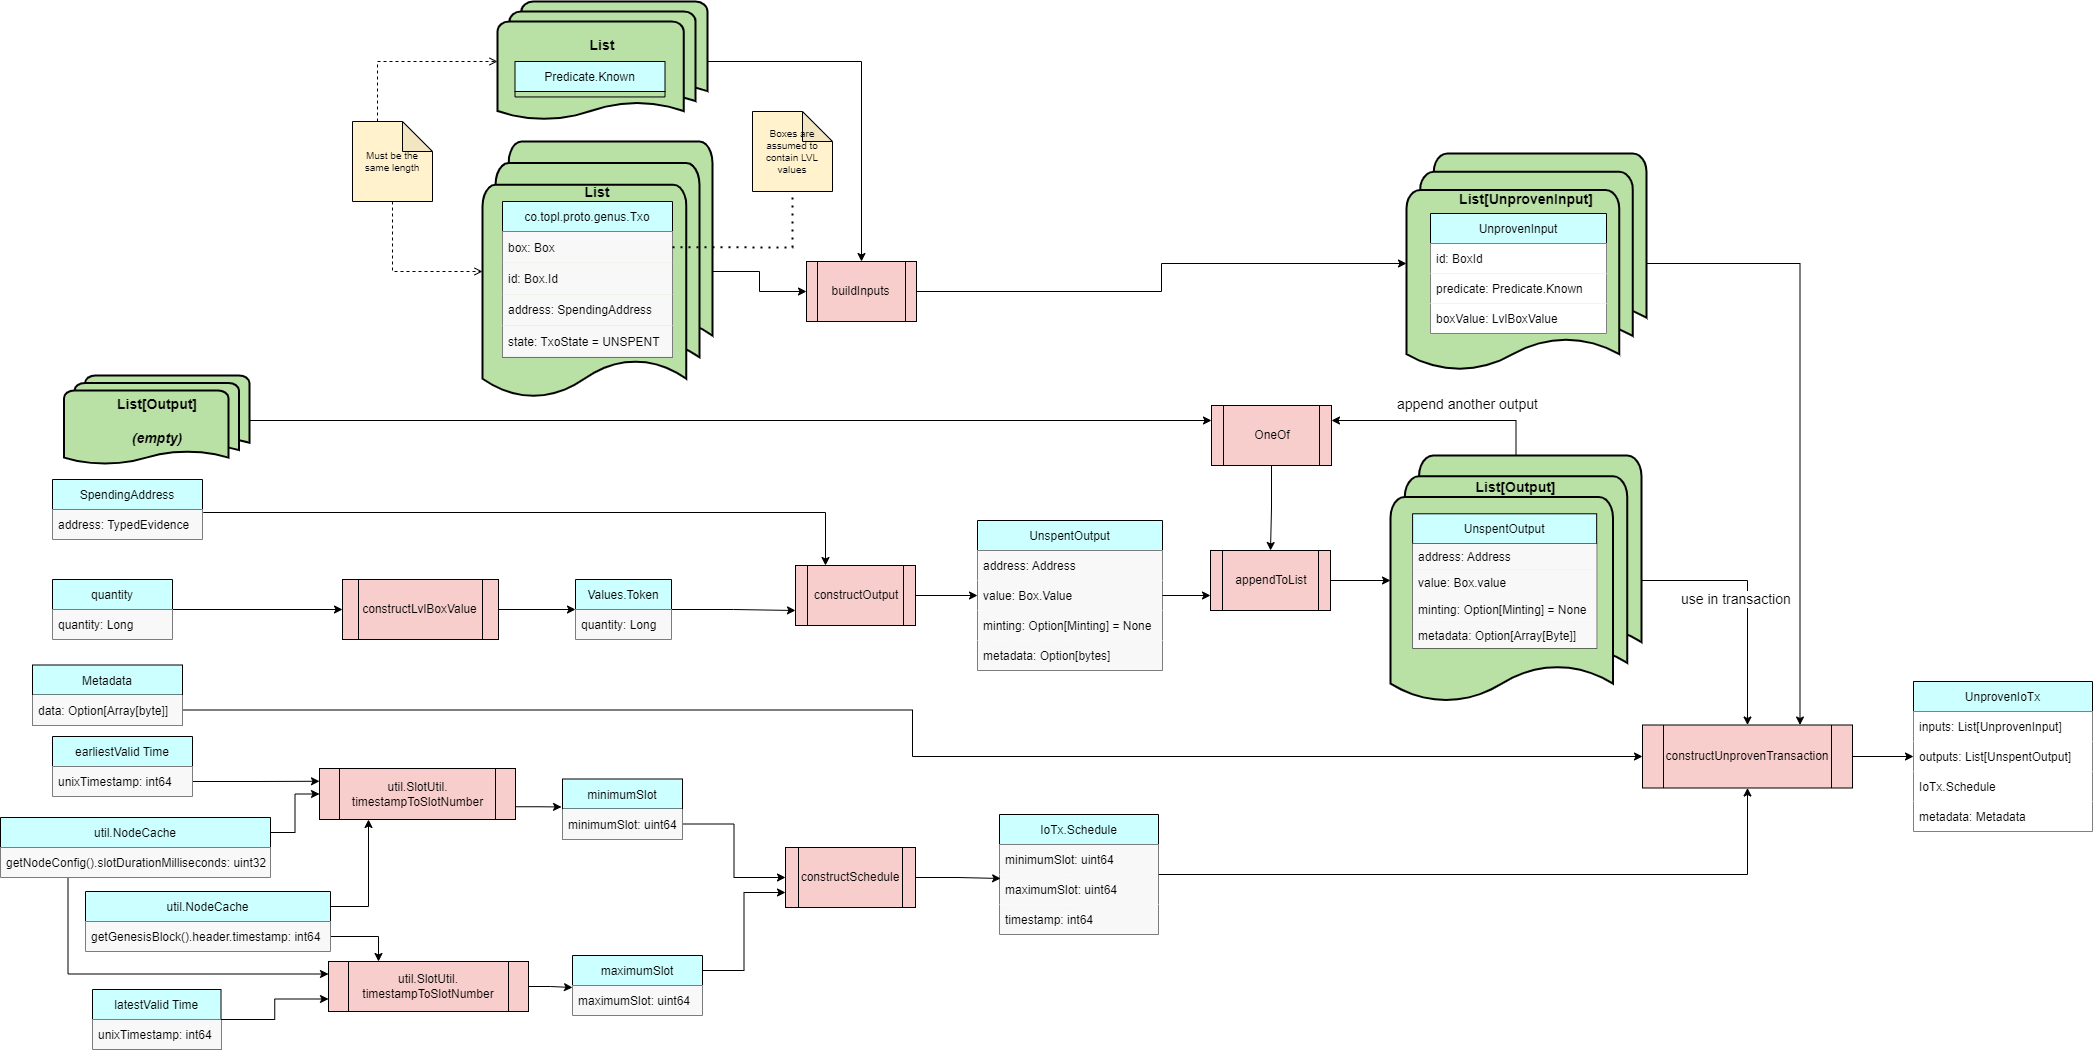 List
Predicate.Known
Must be the
same length
Boxes are
assumed to
contain LVL
values
List
co.topl.proto.genus.Txo
box: Box
id: Box.Id
address: SpendingAddress
state: TxoState = UNSPENT
buildInputs
List[UnprovenInput]
UnprovenInput
id: BoxId
predicate: Predicate.Known
boxValue: LvlBoxValue
List[Output]
(empty)
OneOf
append another output
SpendingAddress
address: TypedEvidence
quantity
quantity: Long
constructLvlBoxValue
Values.Token
quantity: Long
constructOutput
UnspentOutput
address: Address
value: Box.Value
minting: Option[Minting] = None
metadata: Option[bytes]
appendToList
List[Output]
UnspentOutput
address: Address
value: Box.value
minting: Option[Minting] = None
metadata: Option[Array[Byte]]
use in transaction
Metadata
data: Option[Array[byte]]
earliestValid Time
unixTimestamp: int64
util.NodeCache
getNodeConfig().slotDurationMilliseconds: uint32
util.NodeCache
getGenesisBlock().header.timestamp: int64
latestValid Time
unixTimestamp: int64
util.SlotUtil.
timestampToSlotNumber
util.SlotUtil.
timestampToSlotNumber
minimumSlot
minimumSlot: uint64
maximumSlot
maximumSlot: uint64
constructSchedule
IoTx.Schedule
minimumSlot: uint64
maximumSlot: uint64
timestamp: int64
constructUnprovenTransaction
UnprovenIoTx
inputs: List[UnprovenInput]
outputs: List[UnspentOutput]
IoTx.Schedule
metadata: Metadata